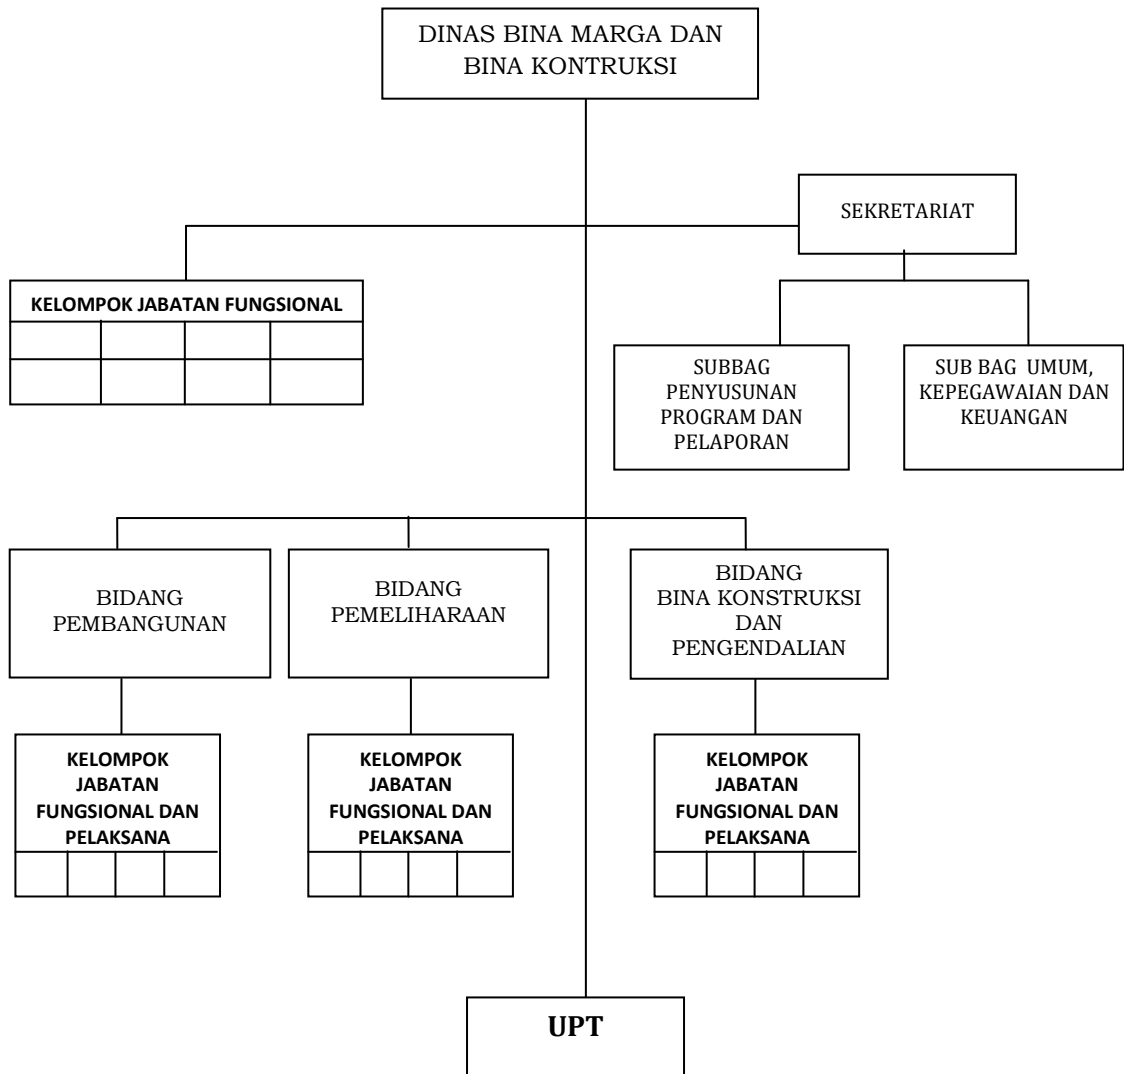 DINAS BINA MARGA DAN
BINA KONTRUKSI
SEKRETARIAT
KELOMPOK JABATAN FUNGSIONAL
SUBBAG
PENYUSUNAN
PROGRAM DAN
PELAPORAN
SUB BAG UMUM,
KEPEGAWAIAN DAN
KEUANGAN
BIDANG
PEMBANGUNAN
BIDANG
PEMELIHARAAN
BIDANG
BINA KONSTRUKSI
DAN
PENGENDALIAN
KELOMPOK
JABATAN
FUNGSIONAL DAN
PELAKSANA
KELOMPOK
JABATAN
FUNGSIONAL DAN
PELAKSANA
KELOMPOK
JABATAN
FUNGSIONAL DAN
PELAKSANA
UPT